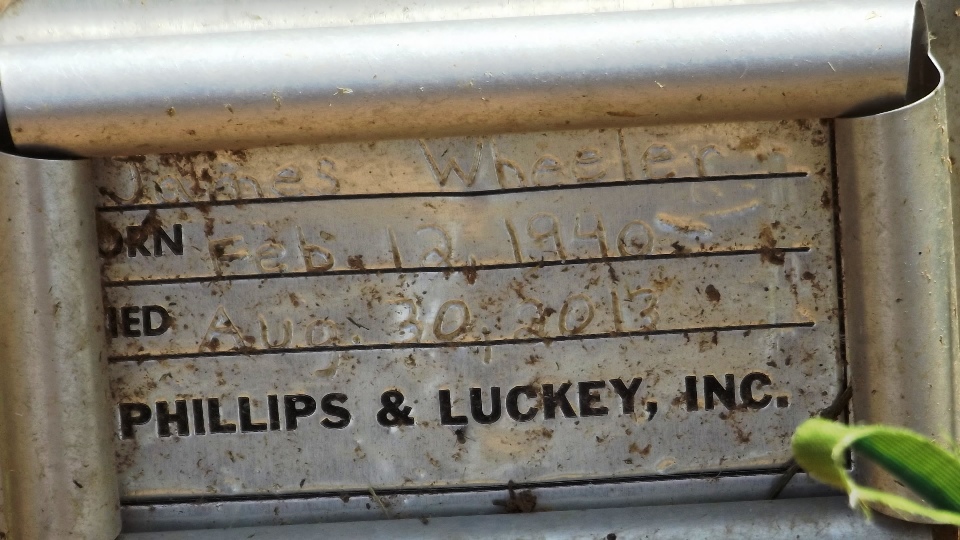 James Wheeler
ORN Feb. 12, 1940
IED Aug. 30, 2013
PHILLIPS & LUCKEY, INC.